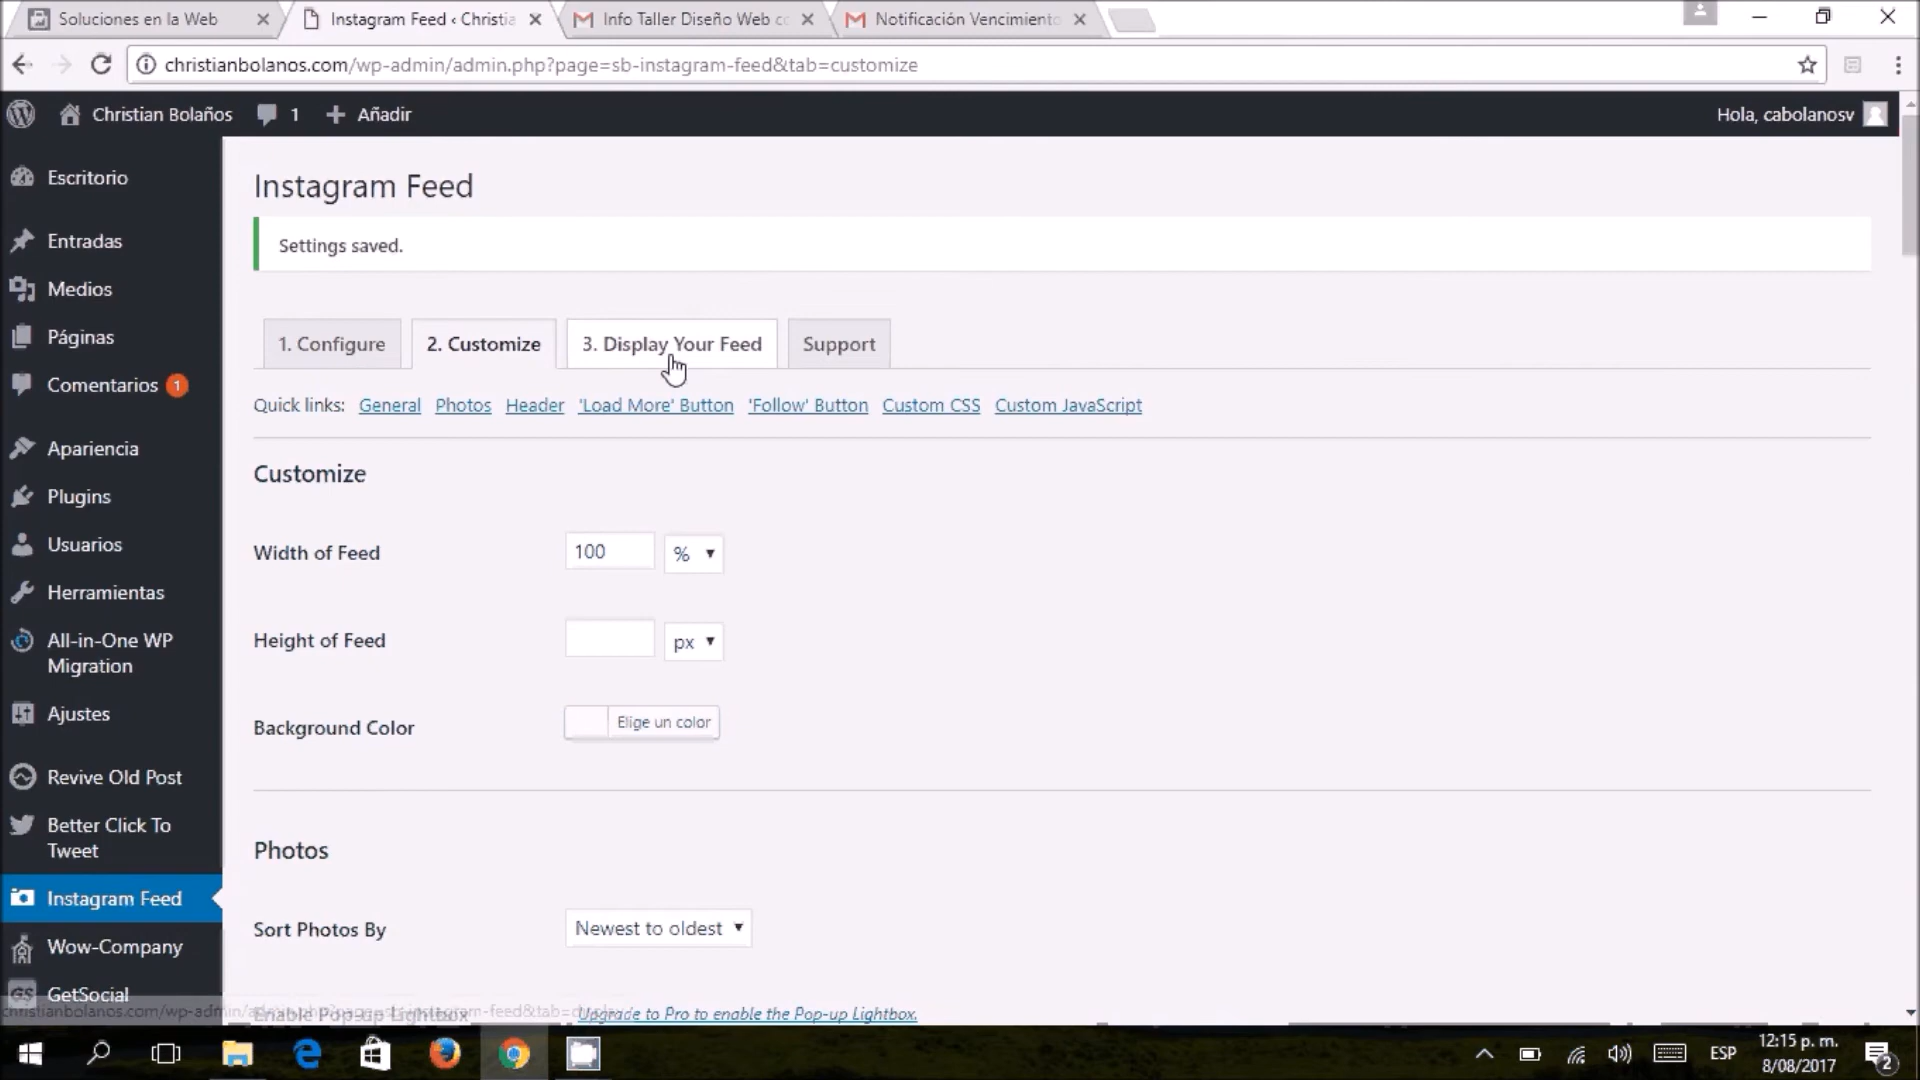 Soluciones en la Web
Instagram Feed ‹ Christia
Info Taller Diseño Web co
Notificación Vencimiento
christianbolanos.com/wp-admin/admin.php?page=sb-instagram-feed&tab=customize
Christian Bolaños
1
Añadir
Hola, cabolanosv
Escritorio
Entradas
Medios
Páginas
Comentarios 1
Apariencia
Plugins
Usuarios
Herramientas
All-in-One WP
Migration
Ajustes
Revive Old Post
Better Click To
Tweet
Instagram Feed
Wow-Company
GS GetSocial
Instagram Feed
Settings saved.
1. Configure
2. Customize
3. Display Your Feed
Support
Quick links: General Photos Header 'Load More' Button 'Follow' Button Custom CSS Custom JavaScript
Customize
Width of Feed
100
%
Height of Feed
px
Background Color
Elige un color
Photos
Sort Photos By
Newest to oldest
Enable Pop-up Lightbox
Upgrade to Pro to enable the Pop-up Lightbox.
christianbolanos.com/wp-admin/admin.php?page=sb-instagram-feed&tab=display
ESP
12:15 p. m.
8/08/2017
2